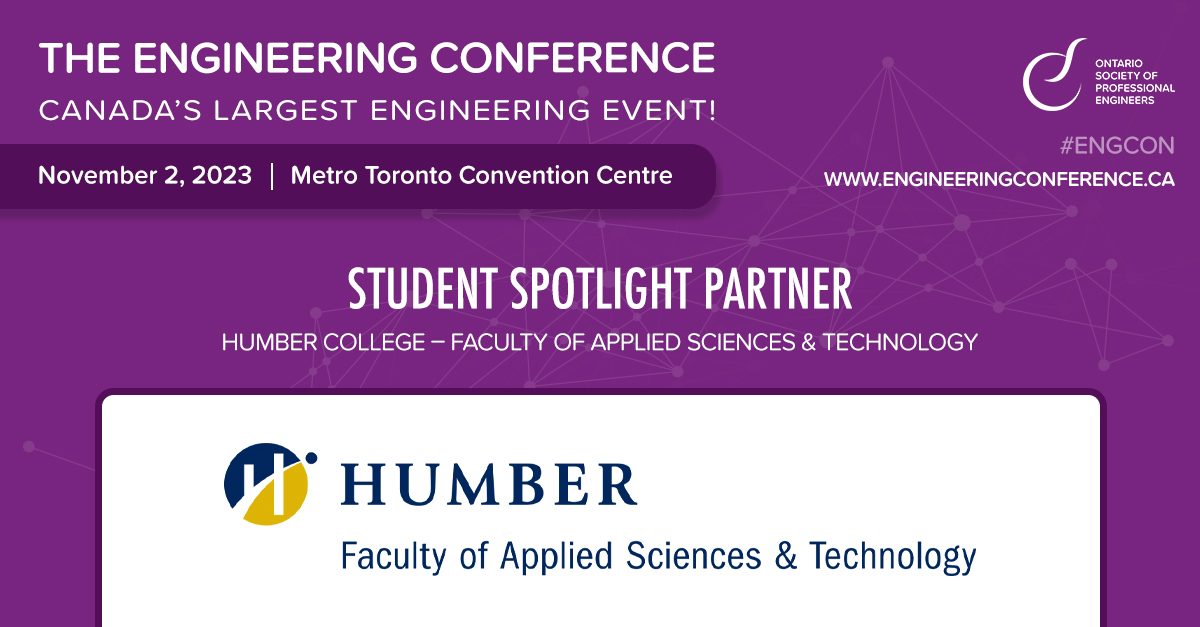 THE ENGINEERING CONFERENCE
CANADA'S LARGEST ENGINEERING EVENT!
November 2, 2023 | Metro Toronto Convention Centre
ONTARIO
SOCIETY OF
PROFESSIONAL
ENGINEERS
#ENGCON
WWW.ENGINEERINGCONFERENCE.CA
STUDENT SPOTLIGHT PARTNER
HUMBER COLLEGE – FACULTY OF APPLIED SCIENCES & TECHNOLOGY
HUMBER
Faculty of Applied Sciences & Technology